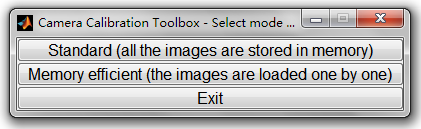 Camera Calibration Toolbox - Select mode ...
Standard (all the images are stored in memory)
Memory efficient (the images are loaded one by one)
Exit